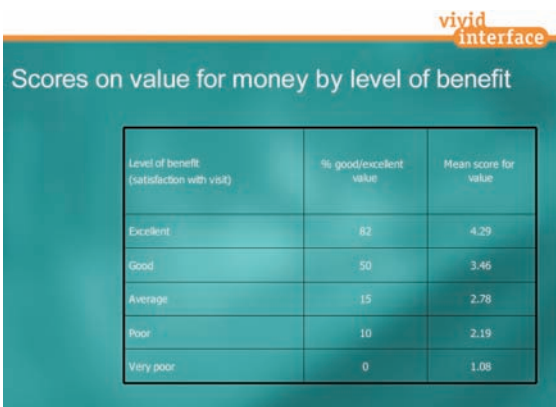 vivid
interface
Scores on value for money by level of benefit
Level of benefit
(satisfaction with visit)
% good/excellent
value
Mean score for
value
Excellent 82 4.29
Good 50 3.46
Average 15 2.78
Poor 10 2.19
Very poor 0 1.08